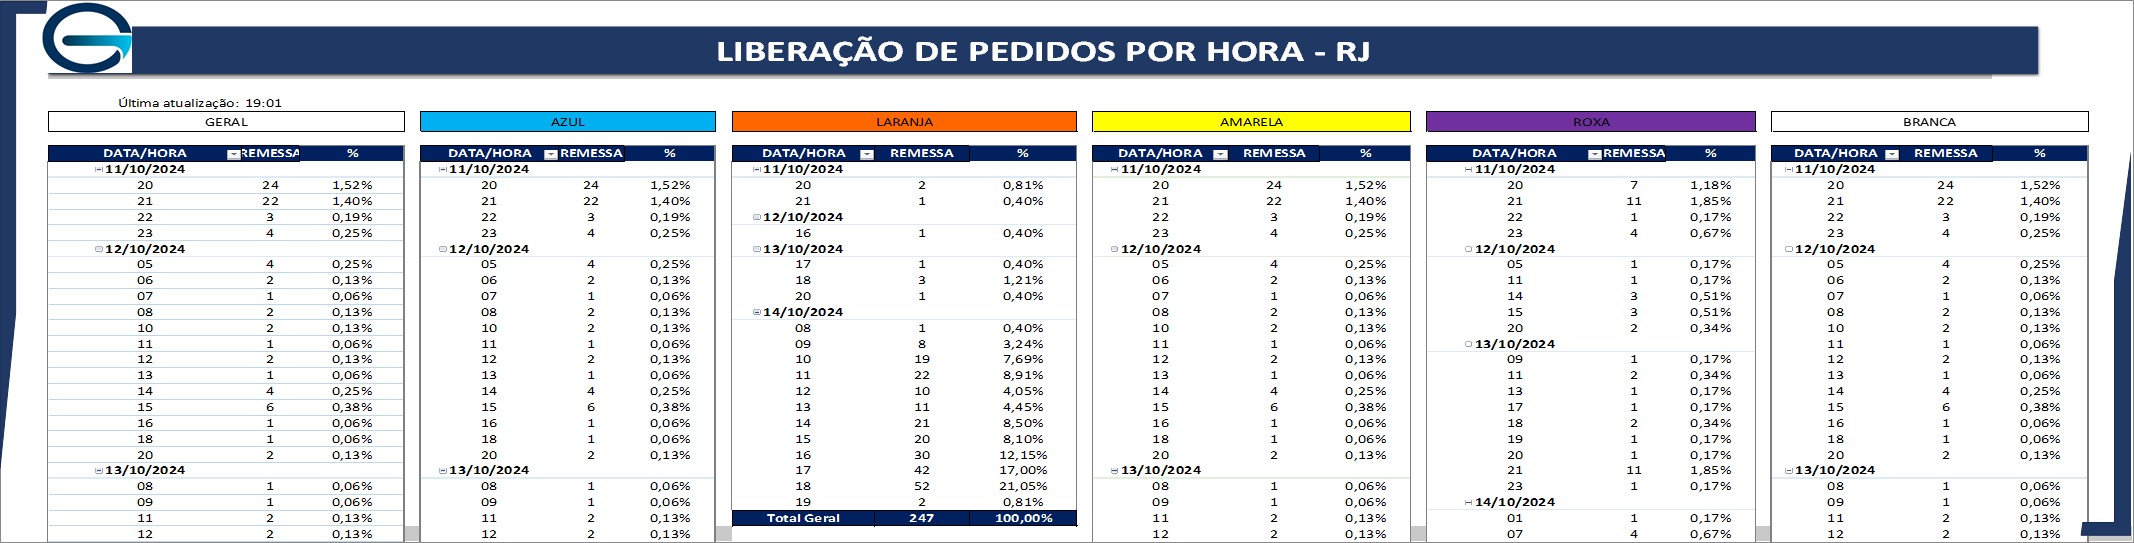 LIBERAÇÃO DE PEDIDOS POR HORA - RJ
Última atualização: 19:01
GERAL
DATA/HORA REMESSA %
11/10/2024
20 24 1,52%
21 22 1,40%
22 3 0,19%
23 4 0,25%
12/10/2024
05 4 0,25%
06 2 0,13%
07 1 0,06%
08 2 0,13%
10 2 0,13%
11 1 0,06%
12 2 0,13%
13 1 0,06%
14 4 0,25%
15 6 0,38%
16 1 0,06%
18 1 0,06%
20 2 0,13%
13/10/2024
08 1 0,06%
09 1 0,06%
11 2 0,13%
12 2 0,13%
AZUL
DATA/HORA REMESSA %
11/10/2024
20 24 1,52%
21 22 1,40%
22 3 0,19%
23 4 0,25%
12/10/2024
05 4 0,25%
06 2 0,13%
07 1 0,06%
08 2 0,13%
10 2 0,13%
11 1 0,06%
12 2 0,13%
13 1 0,06%
14 4 0,25%
15 6 0,38%
16 1 0,06%
18 1 0,06%
20 2 0,13%
13/10/2024
08 1 0,06%
09 1 0,06%
11 2 0,13%
12 2 0,13%
LARANJA
DATA/HORA REMESSA %
11/10/2024
20 2 0,81%
21 1 0,40%
12/10/2024
16 1 0,40%
13/10/2024
17 1 0,40%
18 3 1,21%
20 1 0,40%
14/10/2024
08 1 0,40%
09 8 3,24%
10 19 7,69%
11 22 8,91%
12 10 4,05%
13 11 4,45%
14 21 8,50%
15 20 8,10%
16 30 12,15%
17 42 17,00%
18 52 21,05%
19 2 0,81%
Total Geral 247 100,00%
AMARELA
DATA/HORA REMESSA %
11/10/2024
20 24 1,52%
21 22 1,40%
22 3 0,19%
23 4 0,25%
12/10/2024
05 4 0,25%
06 2 0,13%
07 1 0,06%
08 2 0,13%
10 2 0,13%
11 1 0,06%
12 2 0,13%
13 1 0,06%
14 4 0,25%
15 6 0,38%
16 1 0,06%
18 1 0,06%
20 2 0,13%
13/10/2024
08 1 0,06%
09 1 0,06%
11 2 0,13%
12 2 0,13%
ROXA
DATA/HORA REMESSA %
11/10/2024
20 7 1,18%
21 11 1,85%
22 1 0,17%
23 4 0,67%
12/10/2024
05 1 0,17%
11 1 0,17%
14 3 0,51%
15 3 0,51%
20 2 0,34%
13/10/2024
09 1 0,17%
11 2 0,34%
13 1 0,17%
17 1 0,17%
18 2 0,34%
19 1 0,17%
20 1 0,17%
21 11 1,85%
23 1 0,17%
14/10/2024
01 1 0,17%
07 4 0,67%
BRANCA
DATA/HORA REMESSA %
11/10/2024
20 24 1,52%
21 22 1,40%
22 3 0,19%
23 4 0,25%
12/10/2024
05 4 0,25%
06 2 0,13%
07 1 0,06%
08 2 0,13%
10 2 0,13%
11 1 0,06%
12 2 0,13%
13 1 0,06%
14 4 0,25%
15 6 0,38%
16 1 0,06%
18 1 0,06%
20 2 0,13%
13/10/2024
08 1 0,06%
09 1 0,06%
11 2 0,13%
12 2 0,13%